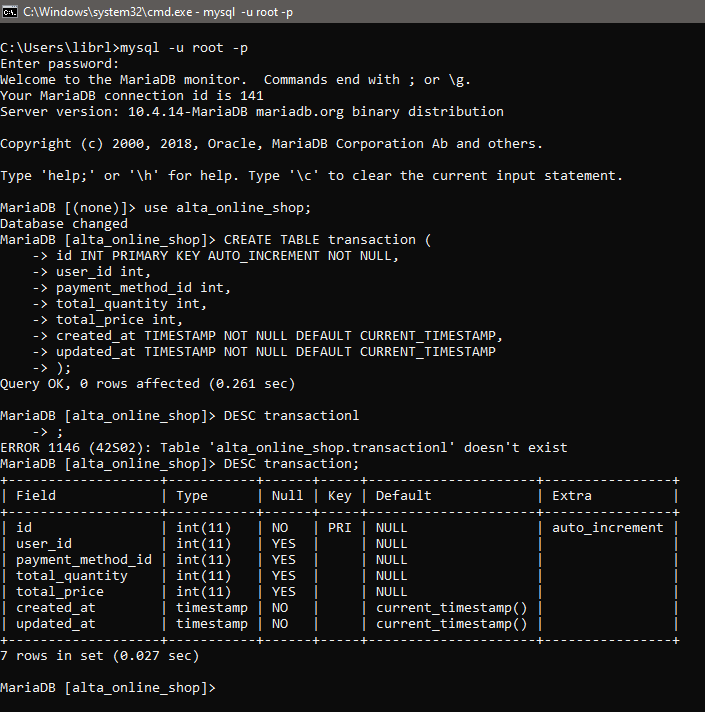 C:\Windows\system32\cmd.exe - mysql  -u root -p
C:\Users\librl>mysql -u root -p
Enter password:
Welcome to the MariaDB monitor.  Commands end with ; or \g.
Your MariaDB connection id is 141
Server version: 10.4.14-MariaDB mariadb.org binary distribution

Copyright (c) 2000, 2018, Oracle, MariaDB Corporation Ab and others.

Type 'help;' or '\h' for help. Type '\c' to clear the current input statement.

MariaDB [(none)]> use alta_online_shop;
Database changed
MariaDB [alta_online_shop]> CREATE TABLE transaction (
    -> id INT PRIMARY KEY AUTO_INCREMENT NOT NULL,
    -> user_id int,
    -> payment_method_id int,
    -> total_quantity int,
    -> total_price int,
    -> created_at TIMESTAMP NOT NULL DEFAULT CURRENT_TIMESTAMP,
    -> updated_at TIMESTAMP NOT NULL DEFAULT CURRENT_TIMESTAMP
    -> );
Query OK, 0 rows affected (0.261 sec)

MariaDB [alta_online_shop]> DESC transactionl
    -> ;
ERROR 1146 (42S02): Table 'alta_online_shop.transactionl' doesn't exist
MariaDB [alta_online_shop]> DESC transaction;
+-------------------+-----------+------+-----+---------------------+----------------+
| Field             | Type      | Null | Key | Default             | Extra          |
+-------------------+-----------+------+-----+---------------------+----------------+
| id                | int(11)   | NO   | PRI | NULL                | auto_increment |
| user_id           | int(11)   | YES  |     | NULL                |                |
| payment_method_id | int(11)   | YES  |     | NULL                |                |
| total_quantity    | int(11)   | YES  |     | NULL                |                |
| total_price       | int(11)   | YES  |     | NULL                |                |
| created_at        | timestamp | NO   |     | current_timestamp() |                |
| updated_at        | timestamp | NO   |     | current_timestamp() |                |
+-------------------+-----------+------+-----+---------------------+----------------+
7 rows in set (0.027 sec)

MariaDB [alta_online_shop]>